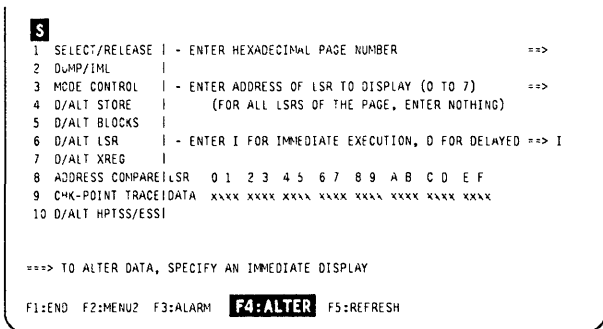 S
1 SELECT/RELEASE | - ENTER HEXADECIMAL PAGE NUMBER ==>
2 DUMP/IML |
3 MODE CONTROL | - ENTER ADDRESS OF LSR TO DISPLAY (0 TO 7) ==>
4 D/ALT STORE | (FOR ALL LSRS OF THE PAGE, ENTER NOTHING)
5 D/ALT BLOCKS |
6 D/ALT LSR | - ENTER I FOR IMMEDIATE EXECUTION, D FOR DELAYED ==> I
7 D/ALT XREG |
8 ADDRESS COMPARE|LSR 0 1 2 3 4 5 6 7 8 9 A B C D E F
9 CHK-POINT TRACE|DATA XXXX XXXX XXXX XXXX XXXX XXXX XXXX XXXX
10 D/ALT HPTSS/ESS|
===> TO ALTER DATA, SPECIFY AN IMMEDIATE DISPLAY
F1:END F2:MENU2 F3:ALARM F4:ALTER F5:REFRESH